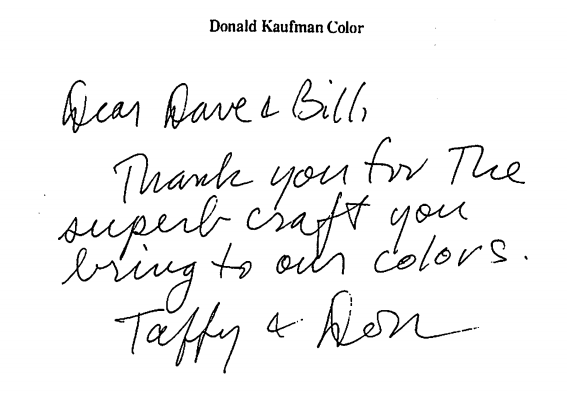 Donald Kaufman Color
Dear Dave & Bill,
Thank you for The
superb craft you
bring to our colors.
Taffy & Don